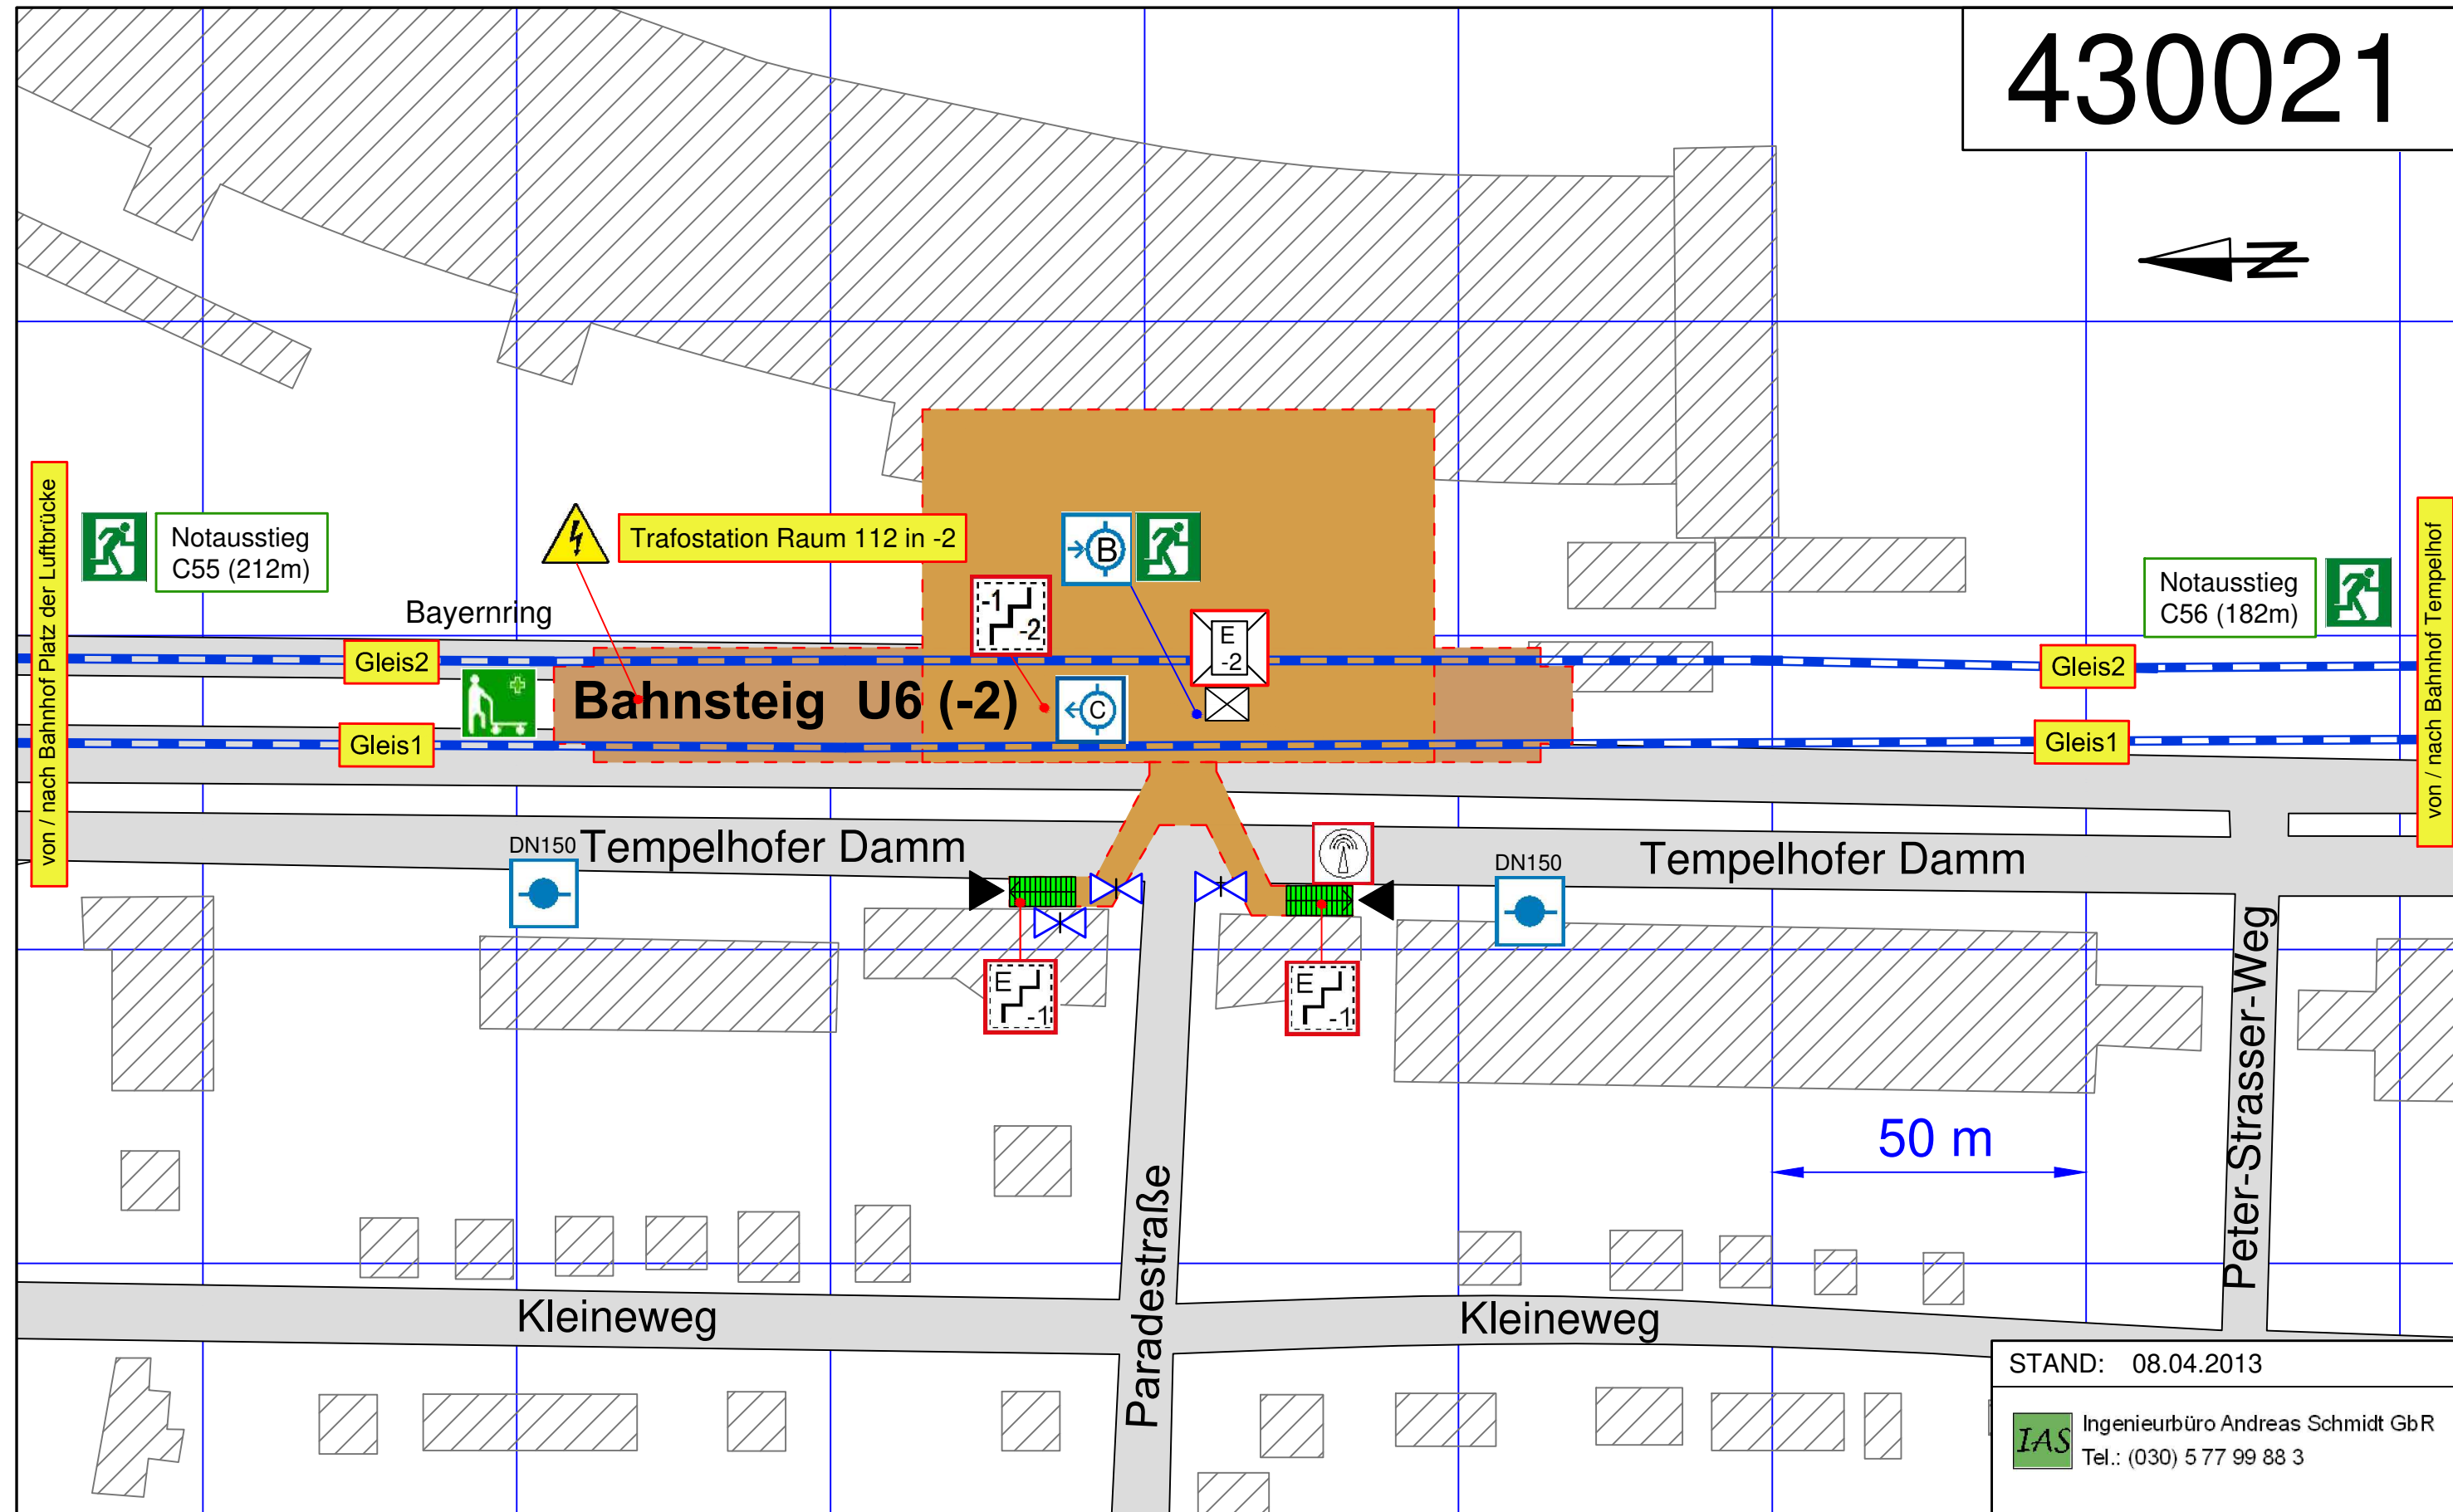 430021
N
von / nach Bahnhof Platz der Luftbrücke
Notausstieg
C55 (212m)
Trafostation Raum 112 in -2
B
Notausstieg
C56 (182m)
von / nach Bahnhof Tempelhof
Bayernring
-1
-2
E
-2
Gleis2
Gleis2
Bahnsteig U6 (-2)
C
Gleis1
Gleis1
DN150
Tempelhofer Damm
DN150
Tempelhofer Damm
E
-1
E
-1
Peter-Strasser-Weg
50 m
Paradestraße
Kleineweg
Kleineweg
STAND: 08.04.2013
IAS
Ingenieurbüro Andreas Schmidt GbR
Tel.: (030) 5 77 99 88 3